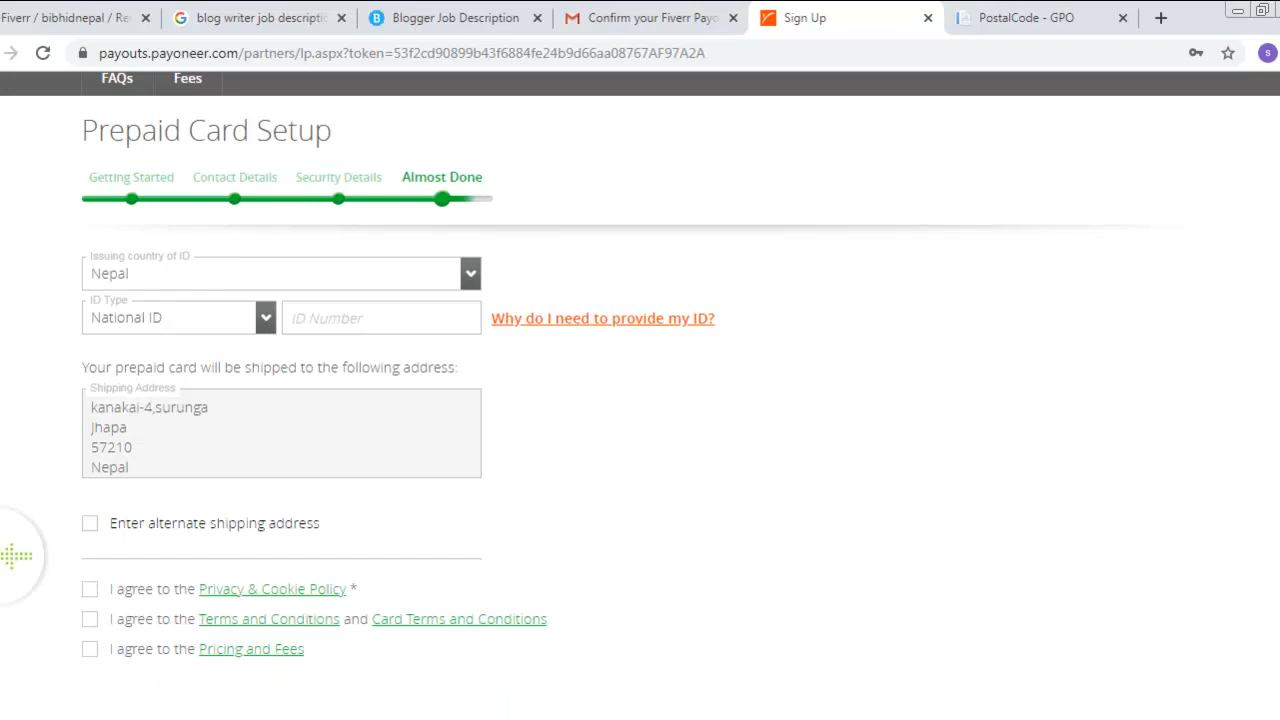 Fiverr / bibhidnepal / Re
blog writer job descriptic
Blogger Job Description
Confirm your Fiverr Payo
Sign Up
PostalCode - GPO
payouts.payoneer.com/partners/lp.aspx?token=53f2cd90899b43f6884fe24b9d66aa08767AF97A2A
S
FAQs
Fees
Prepaid Card Setup
Getting Started
Contact Details
Security Details
Almost Done
Issuing country of ID
Nepal
ID Type
National ID
ID Number
Why do I need to provide my ID?
Your prepaid card will be shipped to the following address:
Shipping Address
kanakai-4,surunga
Jhapa
57210
Nepal
Enter alternate shipping address
I agree to the Privacy & Cookie Policy *
I agree to the Terms and Conditions and Card Terms and Conditions
I agree to the Pricing and Fees